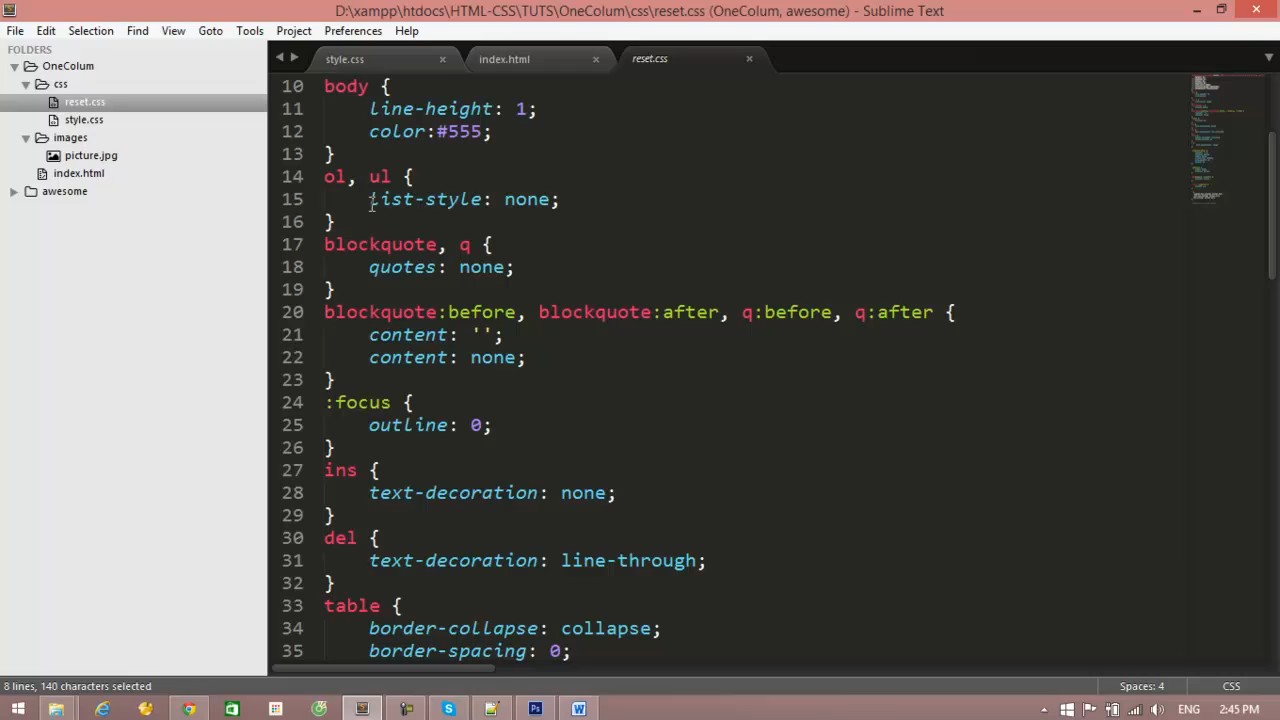 D:\xampp\htdocs\HTML-CSS\TUTS\OneColum\css\reset.css (OneColum, awesome) - Sublime Text
File Edit Selection Find View Goto Tools Project Preferences Help
FOLDERS
OneColum
css
reset.css
style.css
images
picture.jpg
index.html
awesome
style.css index.html reset.css
10 body {
11 line-height: 1;
12 color:#555;
13 }
14 ol, ul {
15 list-style: none;
16 }
17 blockquote, q {
18 quotes: none;
19 }
20 blockquote:before, blockquote:after, q:before, q:after {
21 content: '';
22 content: none;
23 }
24 :focus {
25 outline: 0;
26 }
27 ins {
28 text-decoration: none;
29 }
30 del {
31 text-decoration: line-through;
32 }
33 table {
34 border-collapse: collapse;
35 border-spacing: 0;
8 lines, 140 characters selected Spaces: 4 CSS
ENG 2:45 PM